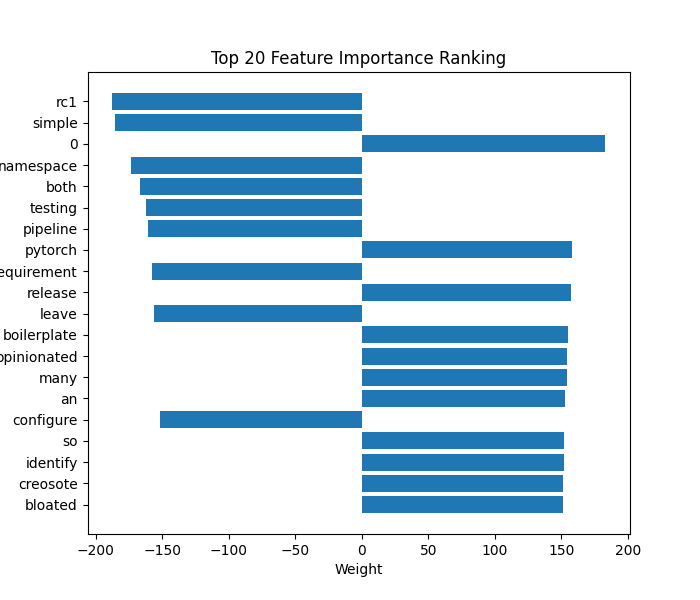 Top 20 Feature Importance Ranking
rc1
simple
0
namespace
both
testing
pipeline
pytorch
equirement
release
leave
boilerplate
opinionated
many
an
configure
so
identify
creosote
bloated
−200 −150 −100 −50 0 50 100 150 200
Weight